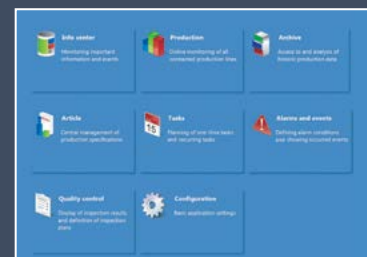 Info center
Monitoring important
information and events
Production
Online monitoring of all
connected production lines
Archive
Access to and analysis of
historic production data
Article
Central management of
production specifications
Tasks
Planning of one-time tasks
and recurring tasks
Alarms and events
Defining alarm conditions
and showing occurred events
Quality control
Display of inspection results
and definition of inspection
plans
Configuration
Basic application settings
15